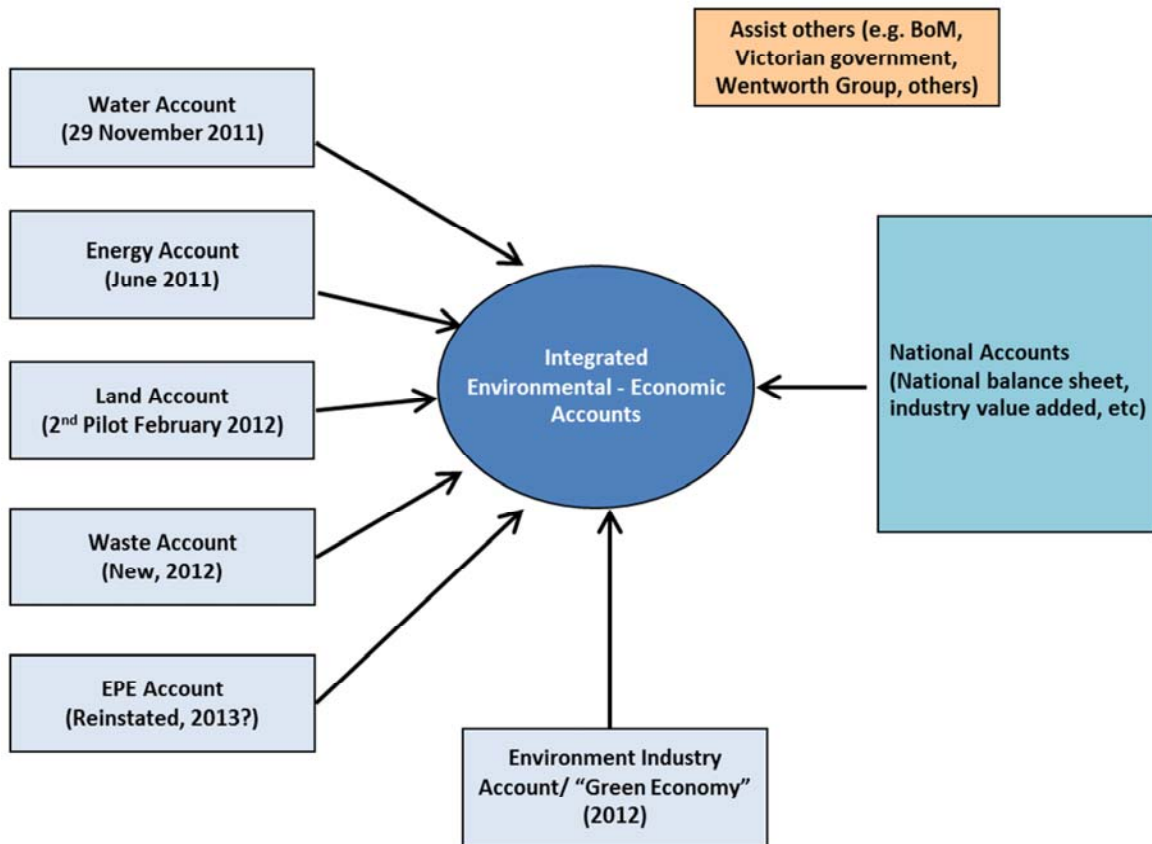 Assist others (e.g. BoM,
Victorian government,
Wentworth Group, others)
Water Account
(29 November 2011)
Energy Account
(June 2011)
Land Account
(2nd Pilot February 2012)
Waste Account
(New, 2012)
EPE Account
(Reinstated, 2013?)
Integrated
Environmental - Economic
Accounts
National Accounts
(National balance sheet,
industry value added, etc)
Environment Industry
Account/ “Green Economy”
(2012)